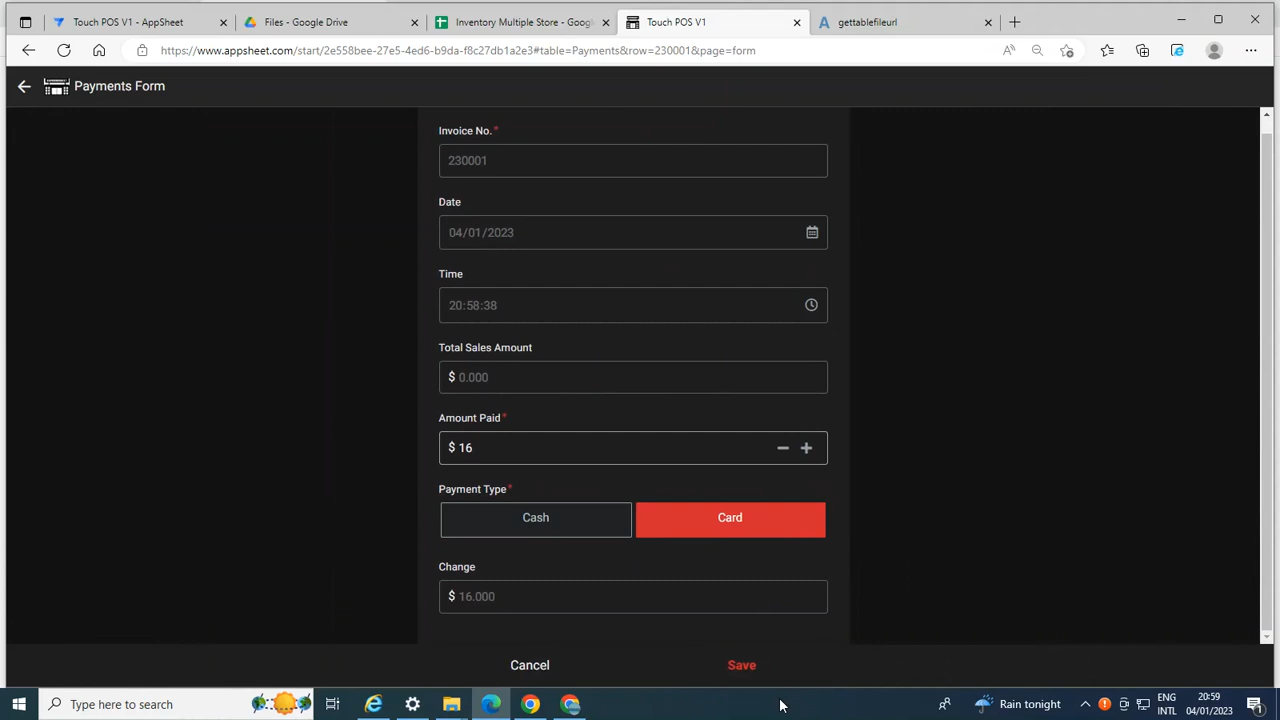 Touch POS V1 - AppSheet
Files - Google Drive
Inventory Multiple Store - Googl
Touch POS V1
gettablefileurl
https://www.appsheet.com/start/2e558bee-27e5-4ed6-b9da-f8c27db1a2e3#table=Payments&row=230001&page=form
Payments Form
Invoice No.*
230001
Date
04/01/2023
Time
20:58:38
Total Sales Amount
$ 0.000
Amount Paid*
$ 16
Payment Type*
Cash
Card
Change
$ 16.000
Cancel
Save
Type here to search
Rain tonight
ENG
INTL
20:59
04/01/2023